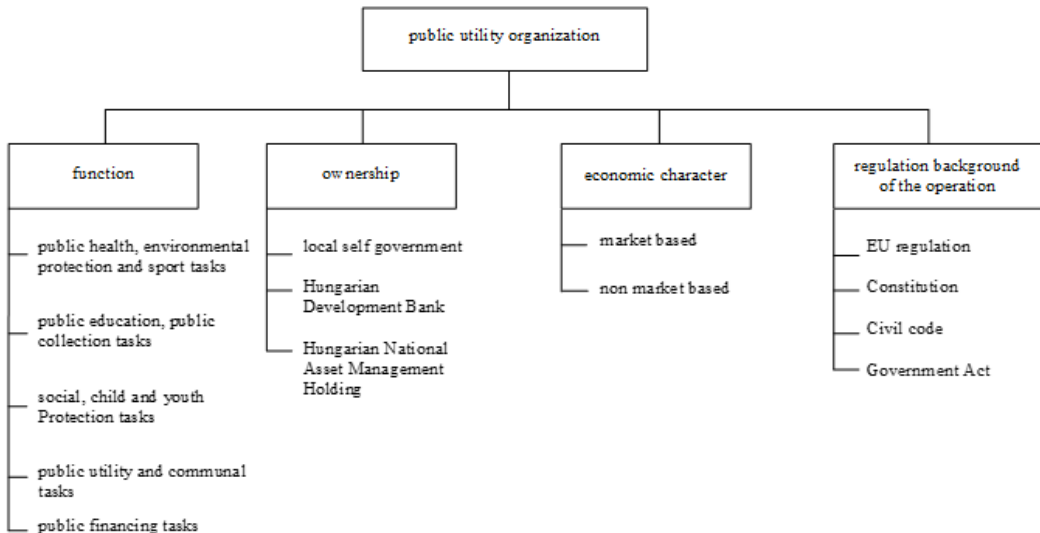 public utility organization
function
ownership
economic character
regulation background
of the operation
public health, environmental
protection and sport tasks
public education, public
collection tasks
social, child and youth
Protection tasks
public utility and communal
tasks
public financing tasks
local self government
Hungarian
Development Bank
Hungarian National
Asset Management
Holding
market based
non market based
EU regulation
Constitution
Civil code
Government Act